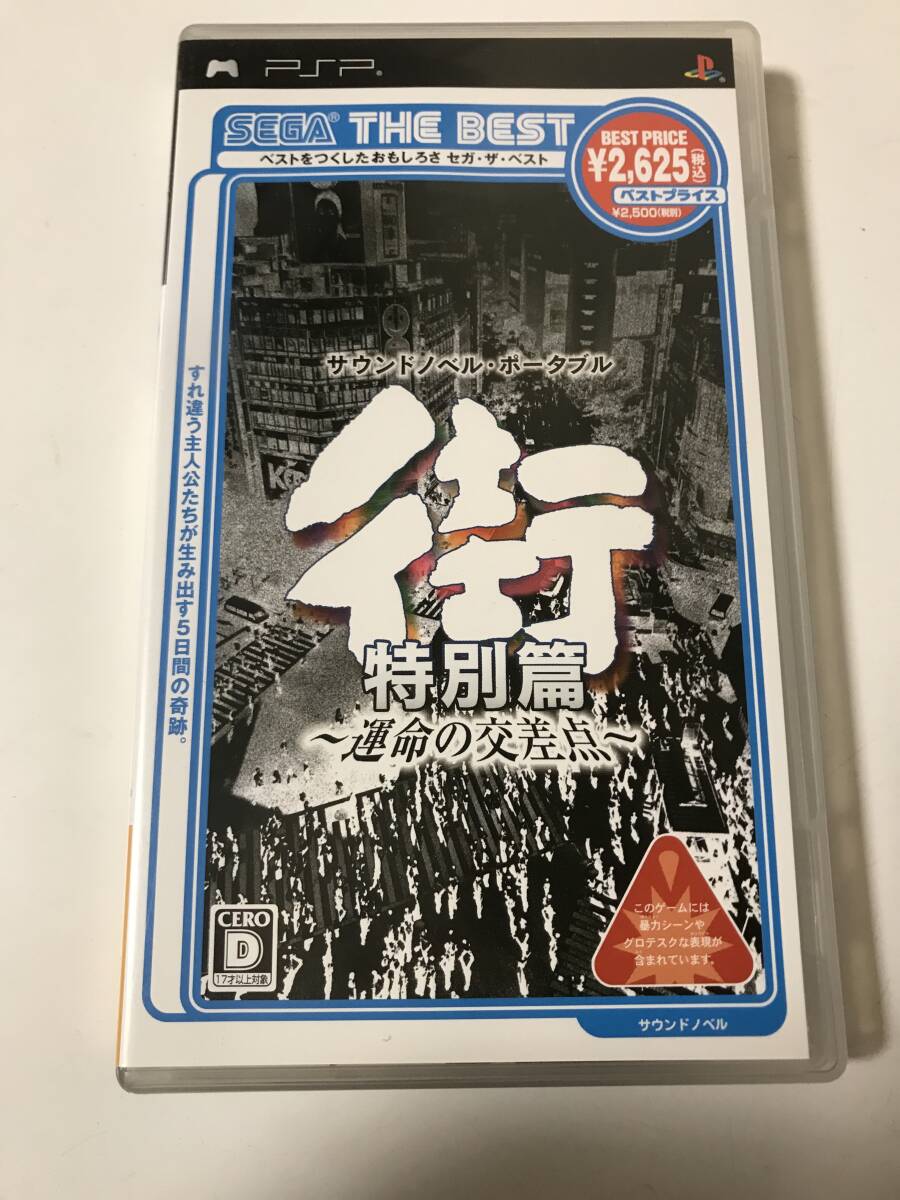 PSP
SEGA® THE BEST
ベストをつくしたおもしろさ セガ・ザ・ベスト
BEST PRICE
¥2,625(税込)
ベストプライス
¥2,500(税別)
すれ違う主人公たちが生み出す5日間の奇跡。
サウンドノベル・ポータブル
街
特別篇
〜運命の交差点〜
CERO
D
17才以上対象
このゲームには
暴力シーンや
グロテスクな表現が
含まれています。
サウンドノベル